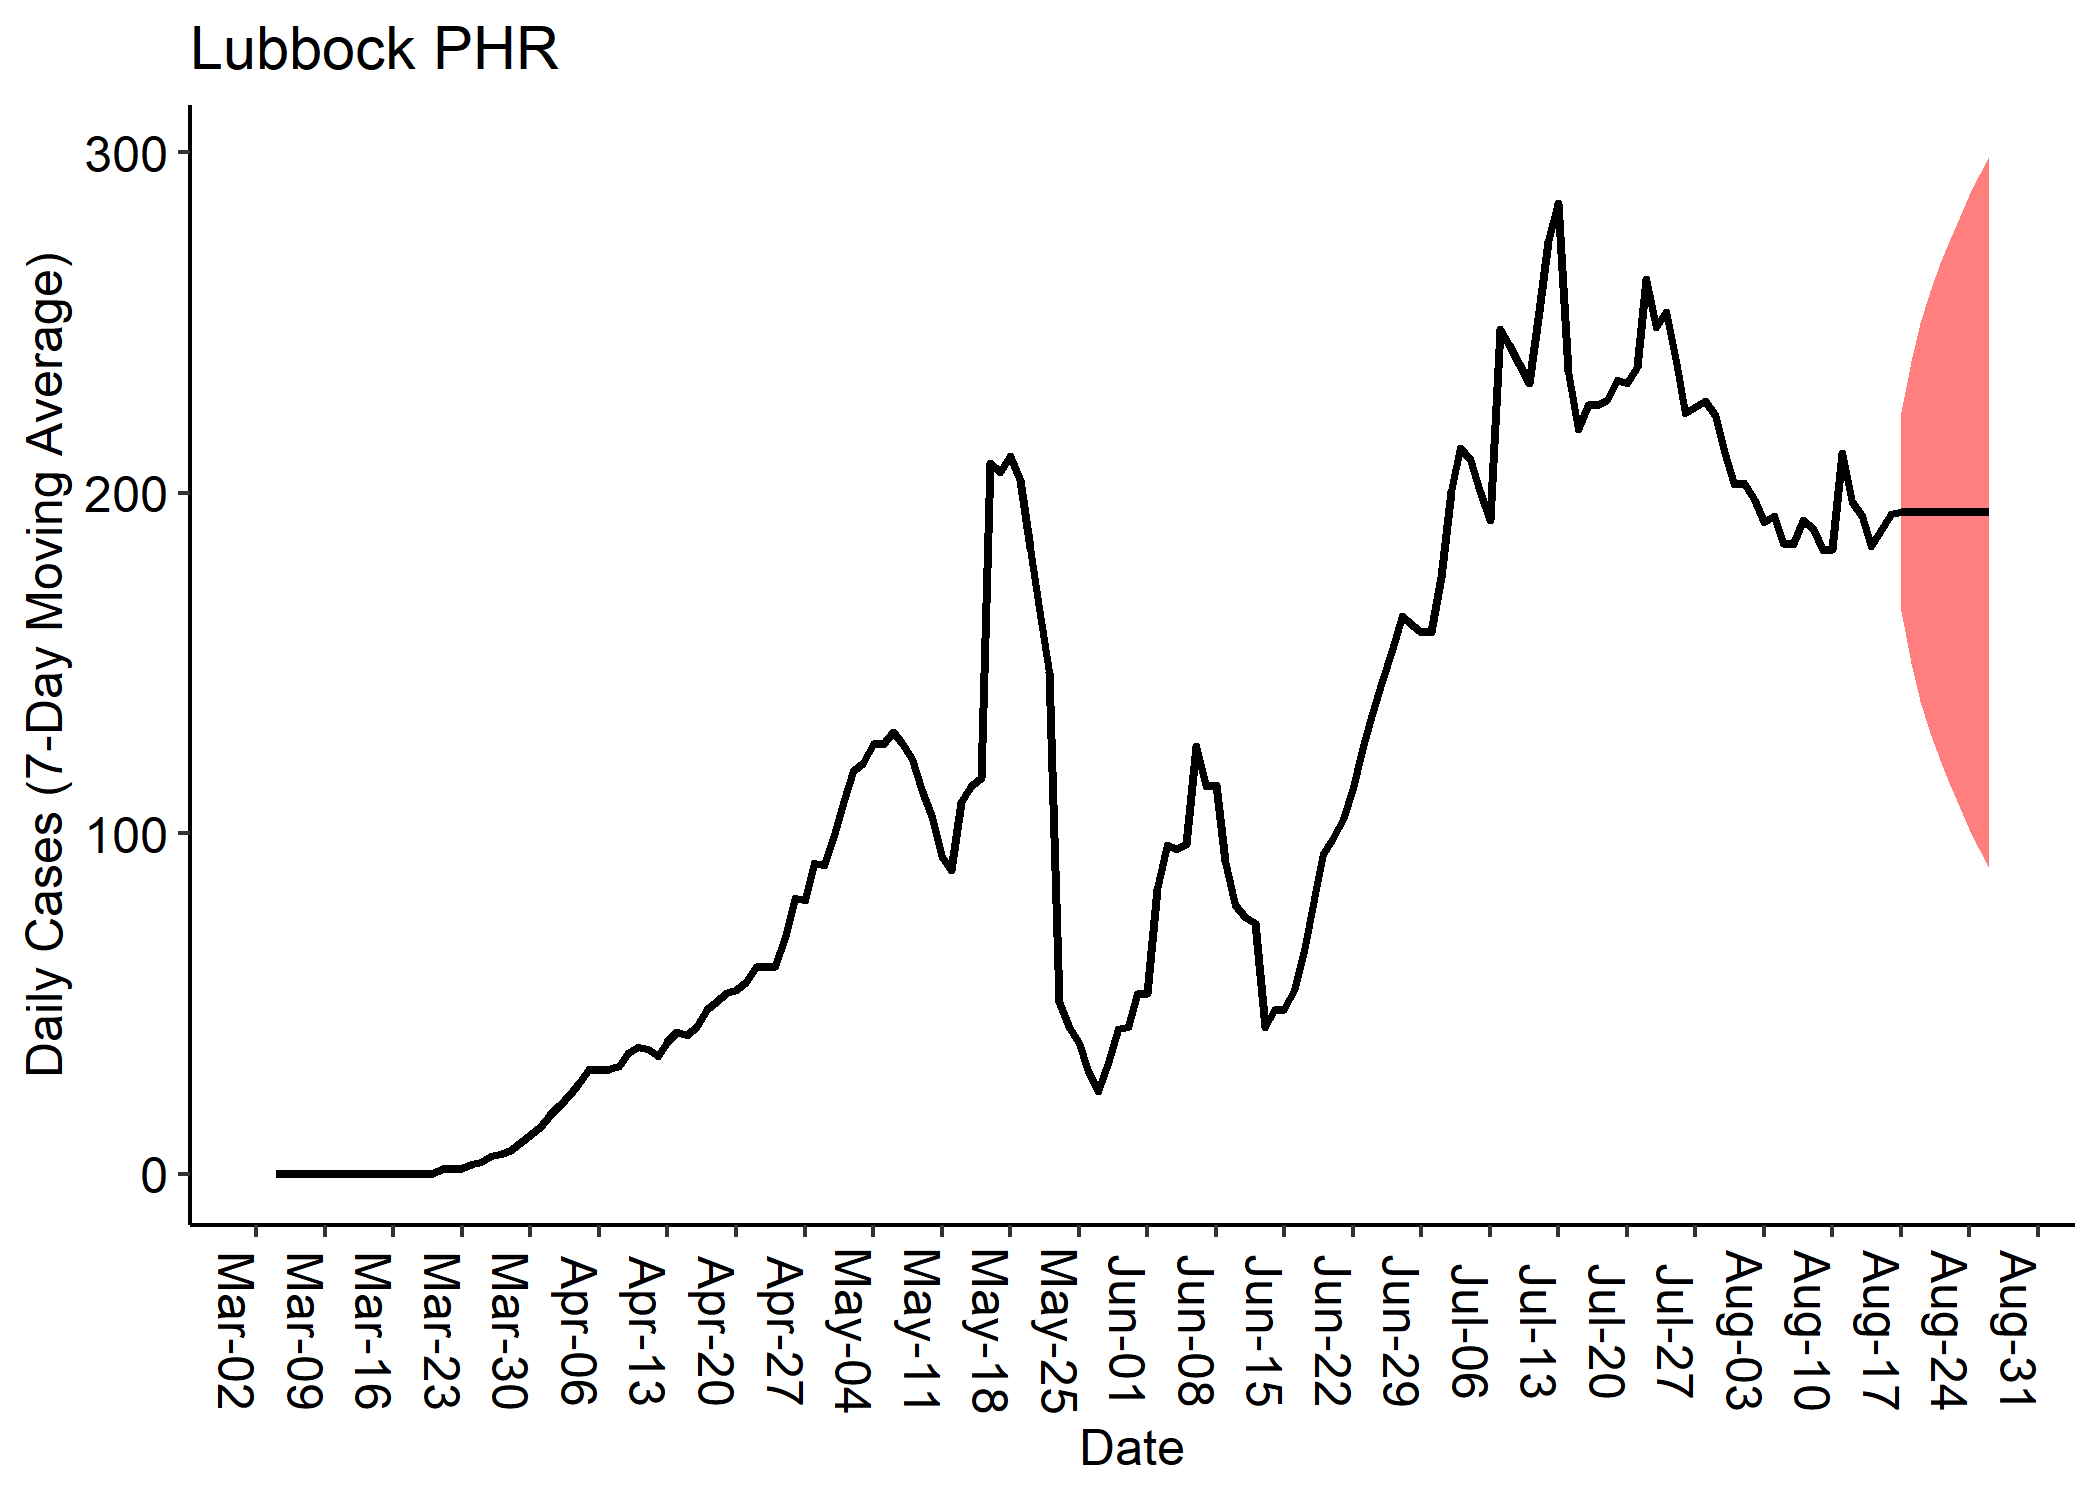 Lubbock PHR
Daily Cases (7-Day Moving Average)
300
200
100
0
Mar-02
Mar-09
Mar-16
Mar-23
Mar-30
Apr-06
Apr-13
Apr-20
Apr-27
May-04
May-11
May-18
May-25
Jun-01
Jun-08
Jun-15
Jun-22
Jun-29
Jul-06
Jul-13
Jul-20
Jul-27
Aug-03
Aug-10
Aug-17
Aug-24
Aug-31
Date